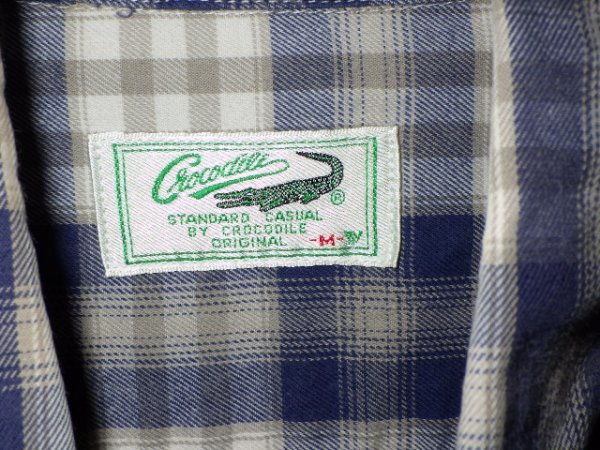 Crocodile
®
STANDARD CASUAL
BY CROCODILE
ORIGINAL -M-